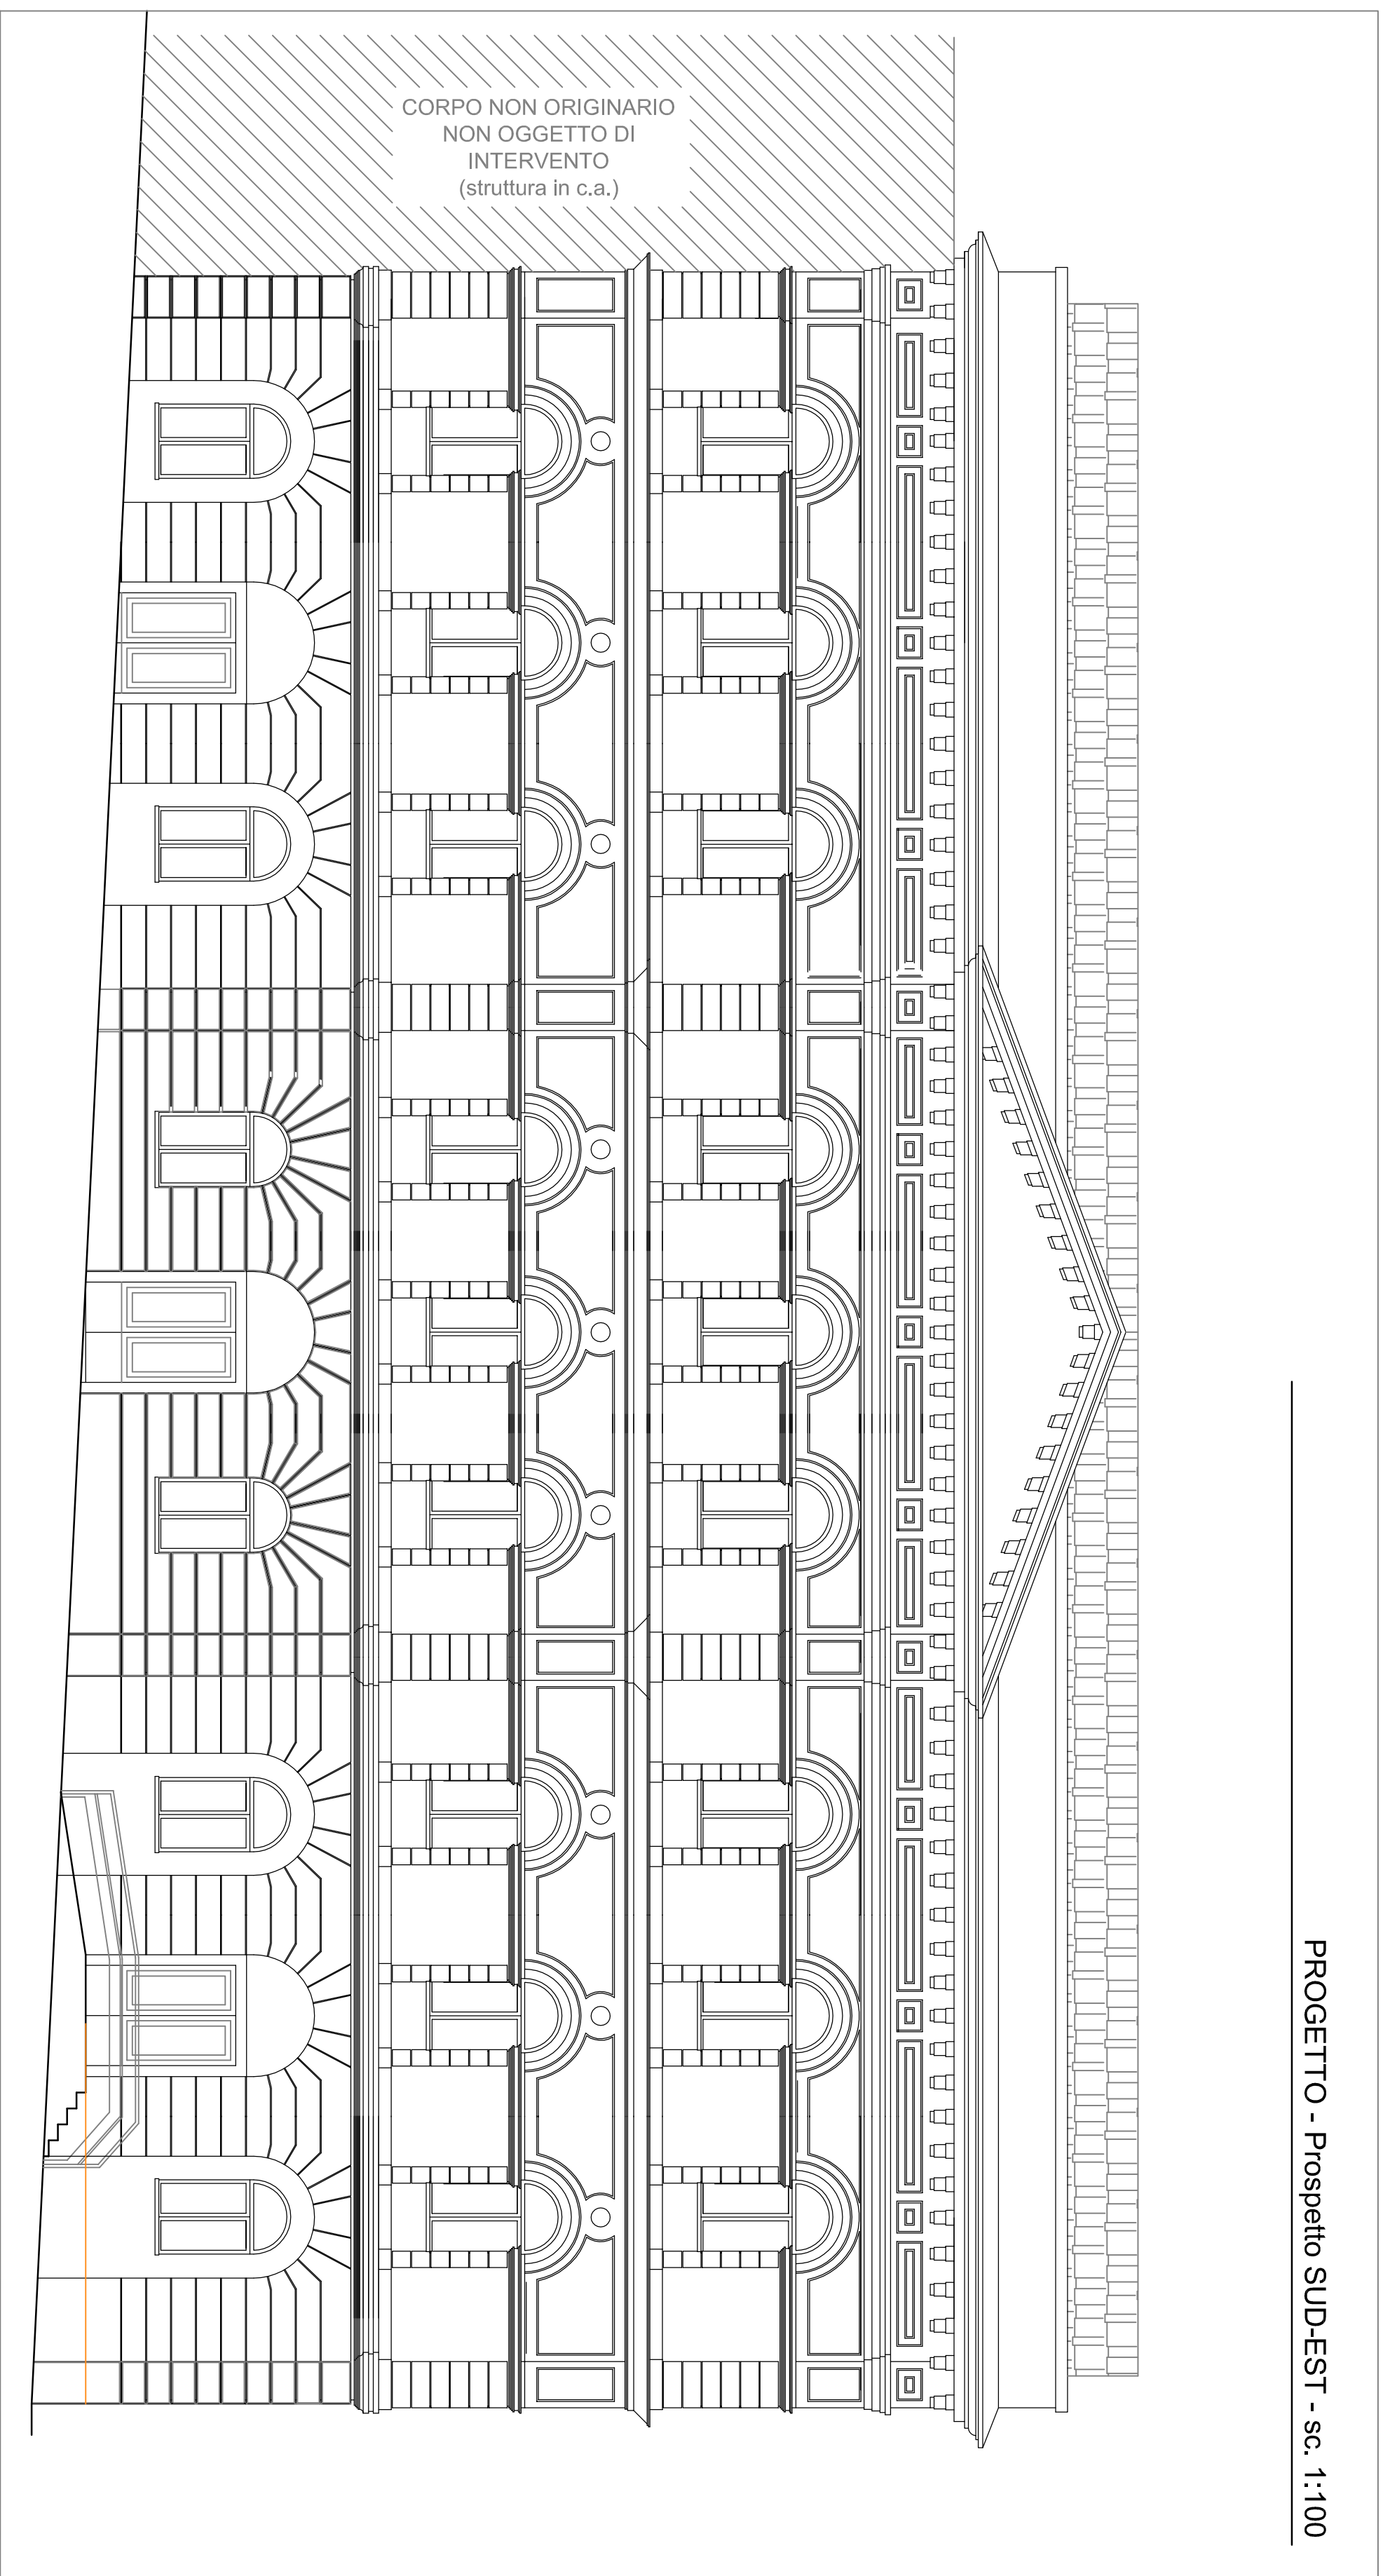 CORPO NON ORIGINARIO
NON OGGETTO DI
INTERVENTO
(struttura in c.a.)
PROGETTO - Prospetto SUD-EST - sc. 1:100